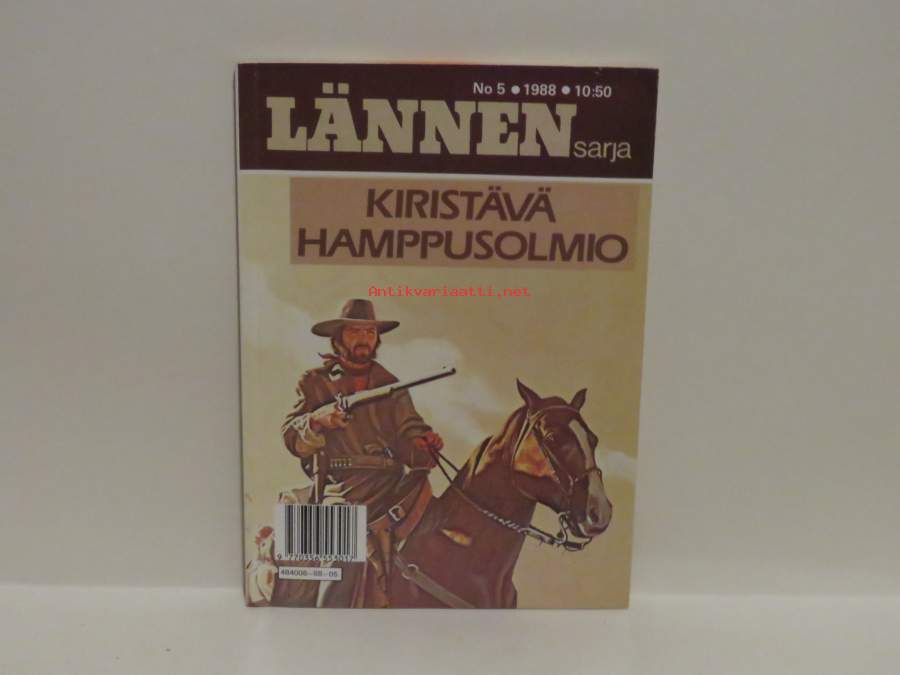 No 5 • 1988 • 10:50
LÄNNEN sarja
KIRISTÄVÄ
HAMPPUSOLMIO
Antikvariaatti.net
484006-88-05